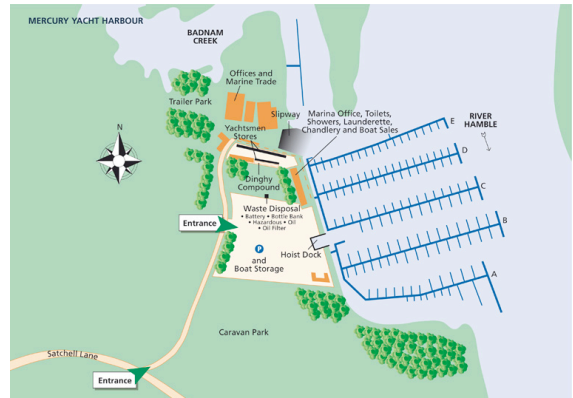 MERCURY YACHT HARBOUR
BADNAM
CREEK
Offices and
Marine Trade
Trailer Park
Slipway
Marina Office, Toilets,
Showers, Launderette,
Chandlery and Boat Sales
E
RIVER
HAMBLE
Yachtsmen
Stores
N
D
Dinghy
Compound
C
Waste Disposal
• Battery • Bottle Bank
• Hazardous • Oil
• Oil Filter
Entrance
B
P
and
Boat Storage
Hoist Dock
A
Caravan Park
Satchell Lane
Entrance